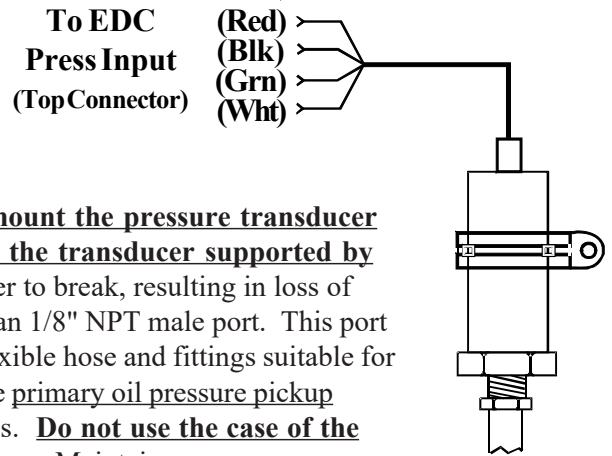 To EDC
Press Input
(Top Connector)
(Red)
(Blk)
(Grn)
(Wht)
mount the pressure transducer
the transducer supported by
er to break, resulting in loss of
an 1/8" NPT male port. This port
xible hose and fittings suitable for
e primary oil pressure pickup
s. Do not use the case of the